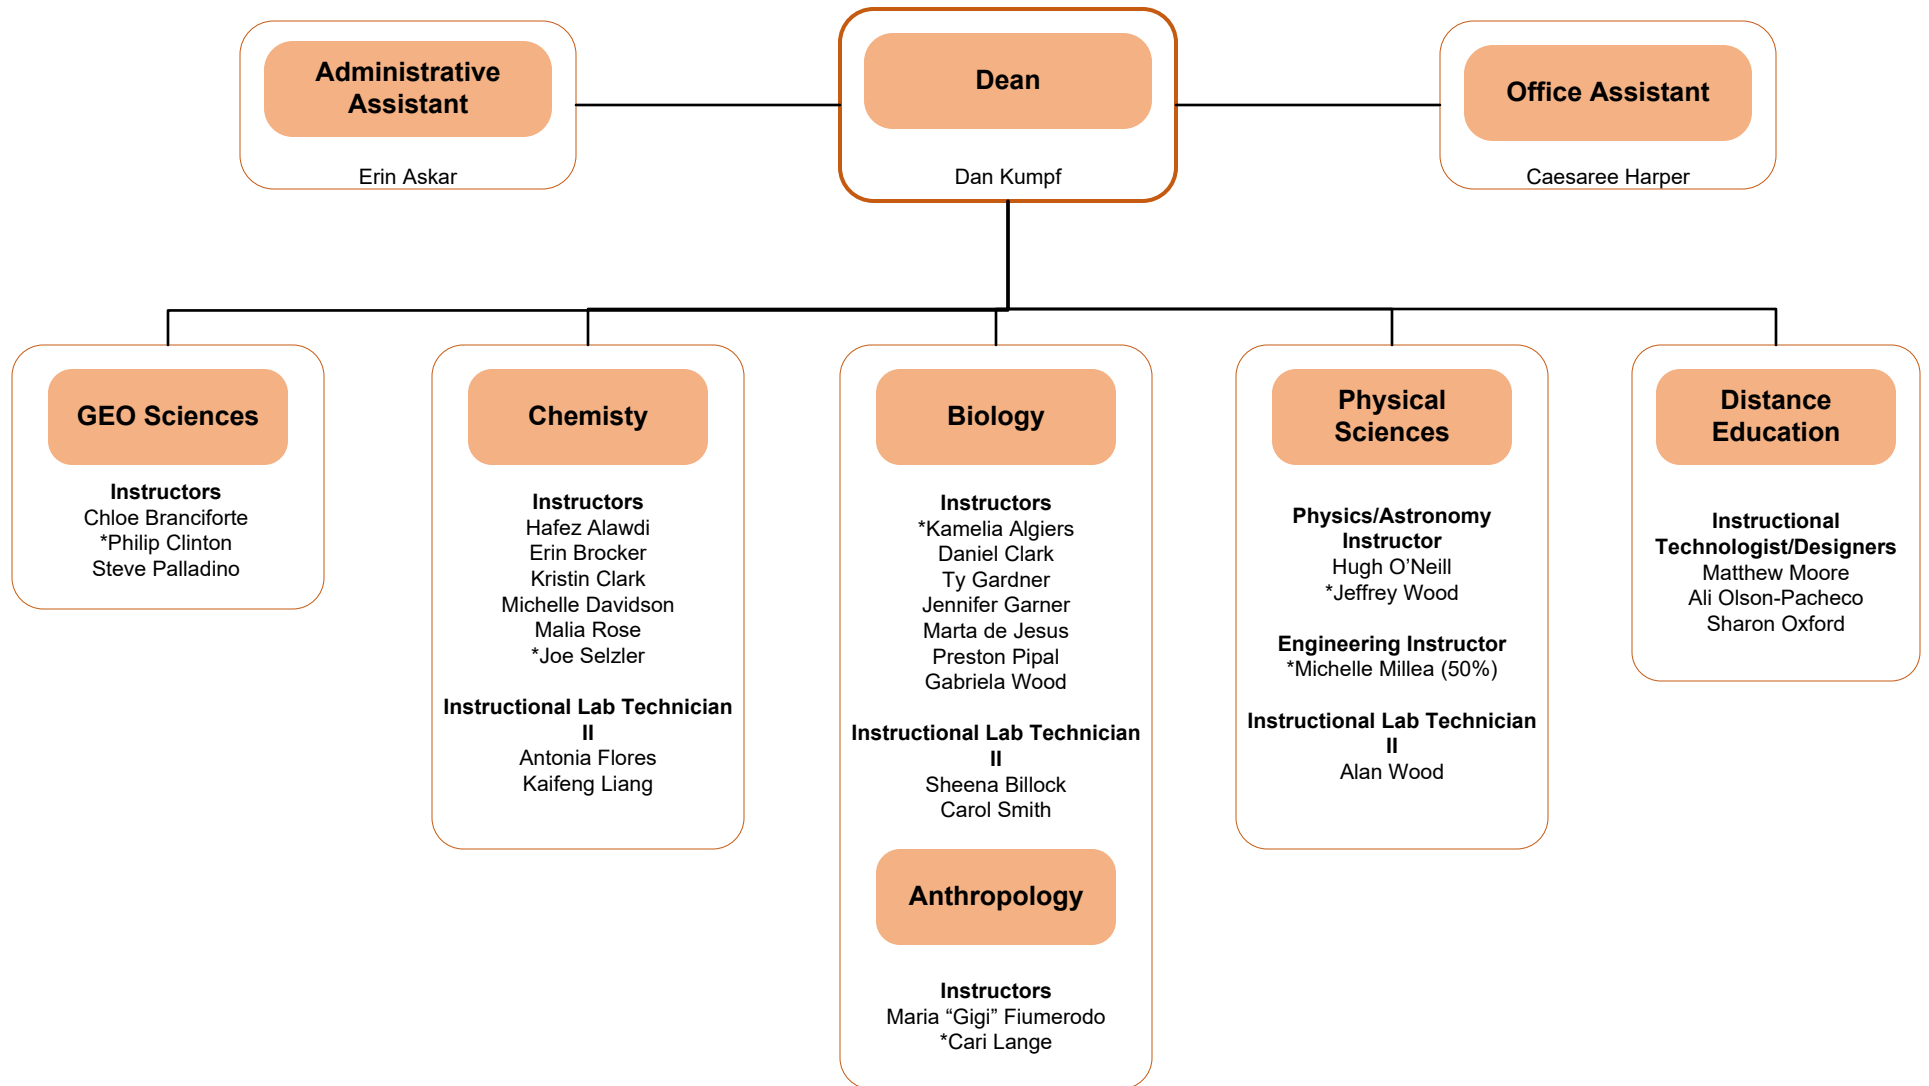 Administrative
Assistant
Erin Askar
Dean
Dan Kumpf
Office Assistant
Caesaree Harper
GEO Sciences
Instructors
Chloe Branciforte
*Philip Clinton
Steve Palladino
Chemisty
Instructors
Hafez Alawdi
Erin Brocker
Kristin Clark
Michelle Davidson
Malia Rose
*Joe Selzler
Instructional Lab Technician
II
Antonia Flores
Kaifeng Liang
Biology
Instructors
*Kamelia Algiers
Daniel Clark
Ty Gardner
Jennifer Garner
Marta de Jesus
Preston Pipal
Gabriela Wood
Instructional Lab Technician
II
Sheena Billock
Carol Smith
Anthropology
Instructors
Maria “Gigi” Fiumerodo
*Cari Lange
Physical
Sciences
Physics/Astronomy
Instructor
Hugh O’Neill
*Jeffrey Wood
Engineering Instructor
*Michelle Millea (50%)
Instructional Lab Technician
II
Alan Wood
Distance
Education
Instructional
Technologist/Designers
Matthew Moore
Ali Olson-Pacheco
Sharon Oxford